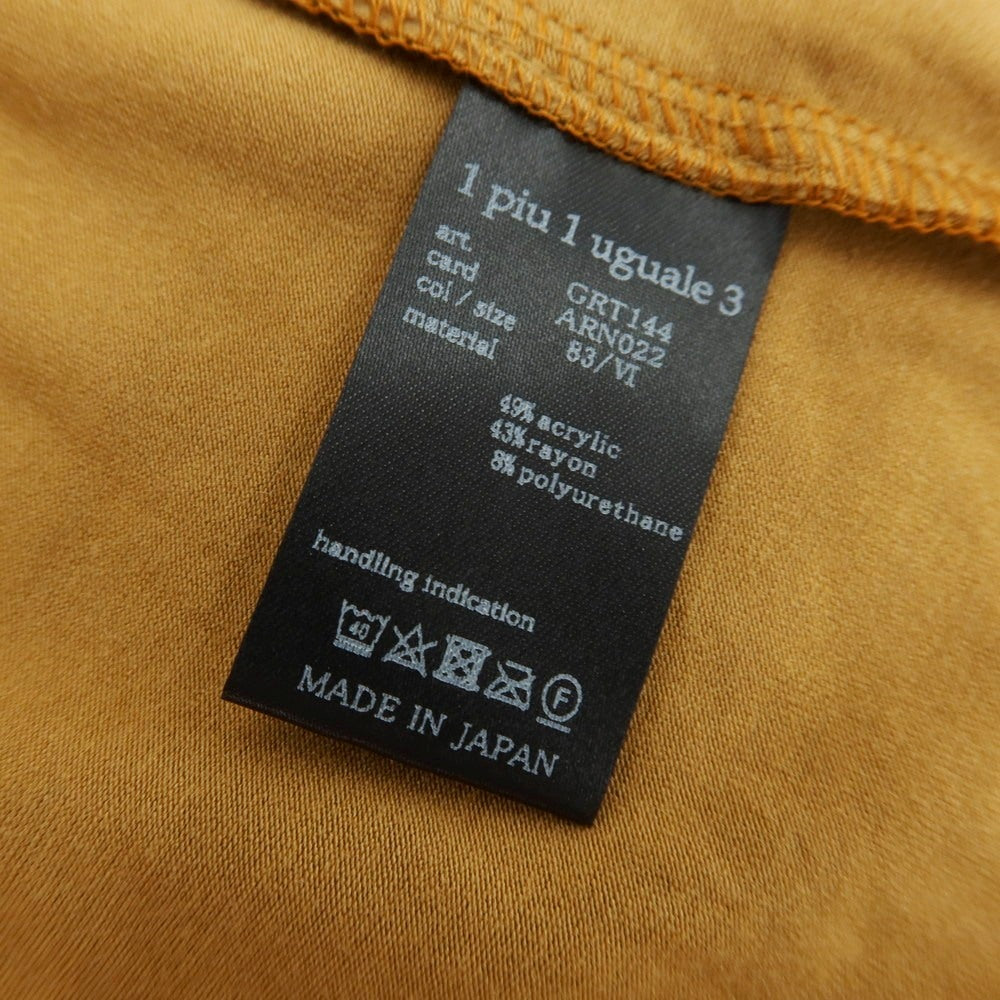 1 piu 1 uguale 3
art. GRT144
card ARN022
col / size 83/VI
material
49% acrylic
43% rayon
8% polyurethane
handling indication
40 F
MADE IN JAPAN